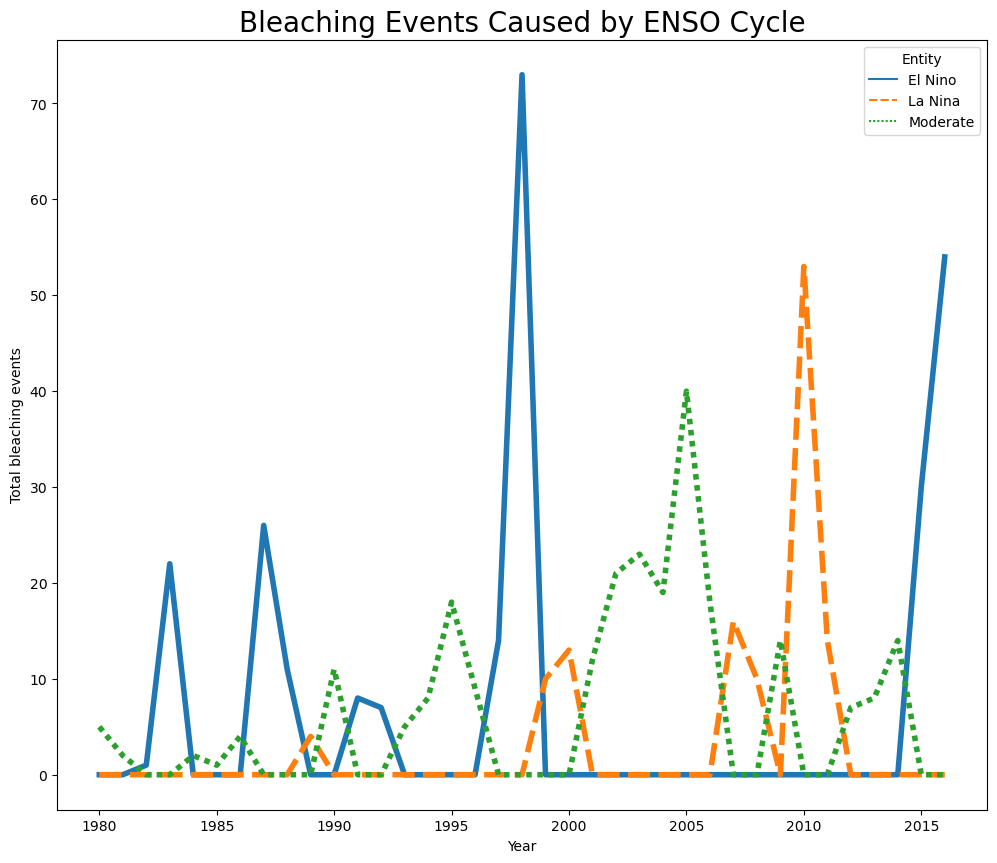 Bleaching Events Caused by ENSO Cycle
Entity
El Nino
La Nina
Moderate
70
60
50
40
30
20
10
0
Total bleaching events
1980
1985
1990
1995
2000
2005
2010
2015
Year